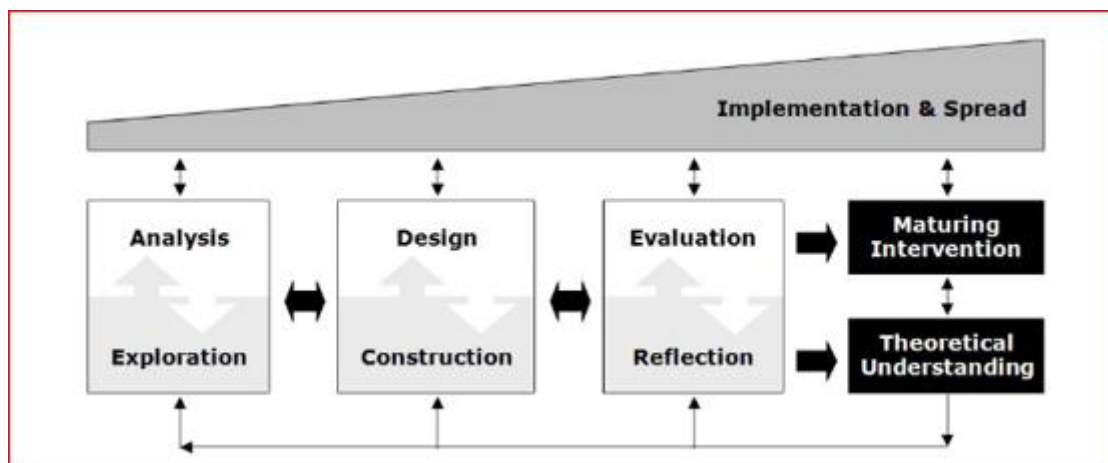 Implementation & Spread
Analysis
Exploration
Design
Construction
Evaluation
Reflection
Maturing
Intervention
Theoretical
Understanding